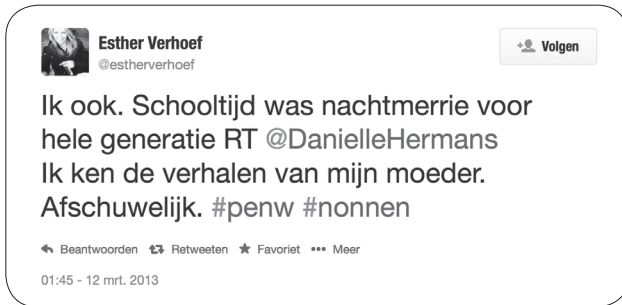 Esther Verhoef
@estherverhoef
Volgen
Ik ook. Schooltijd was nachtmerrie voor
hele generatie RT @DanielleHermans
Ik ken de verhalen van mijn moeder.
Afschuwelijk. #penw #nonnen
Beantwoorden Retweeten Favoriet ••• Meer
01:45 - 12 mrt. 2013